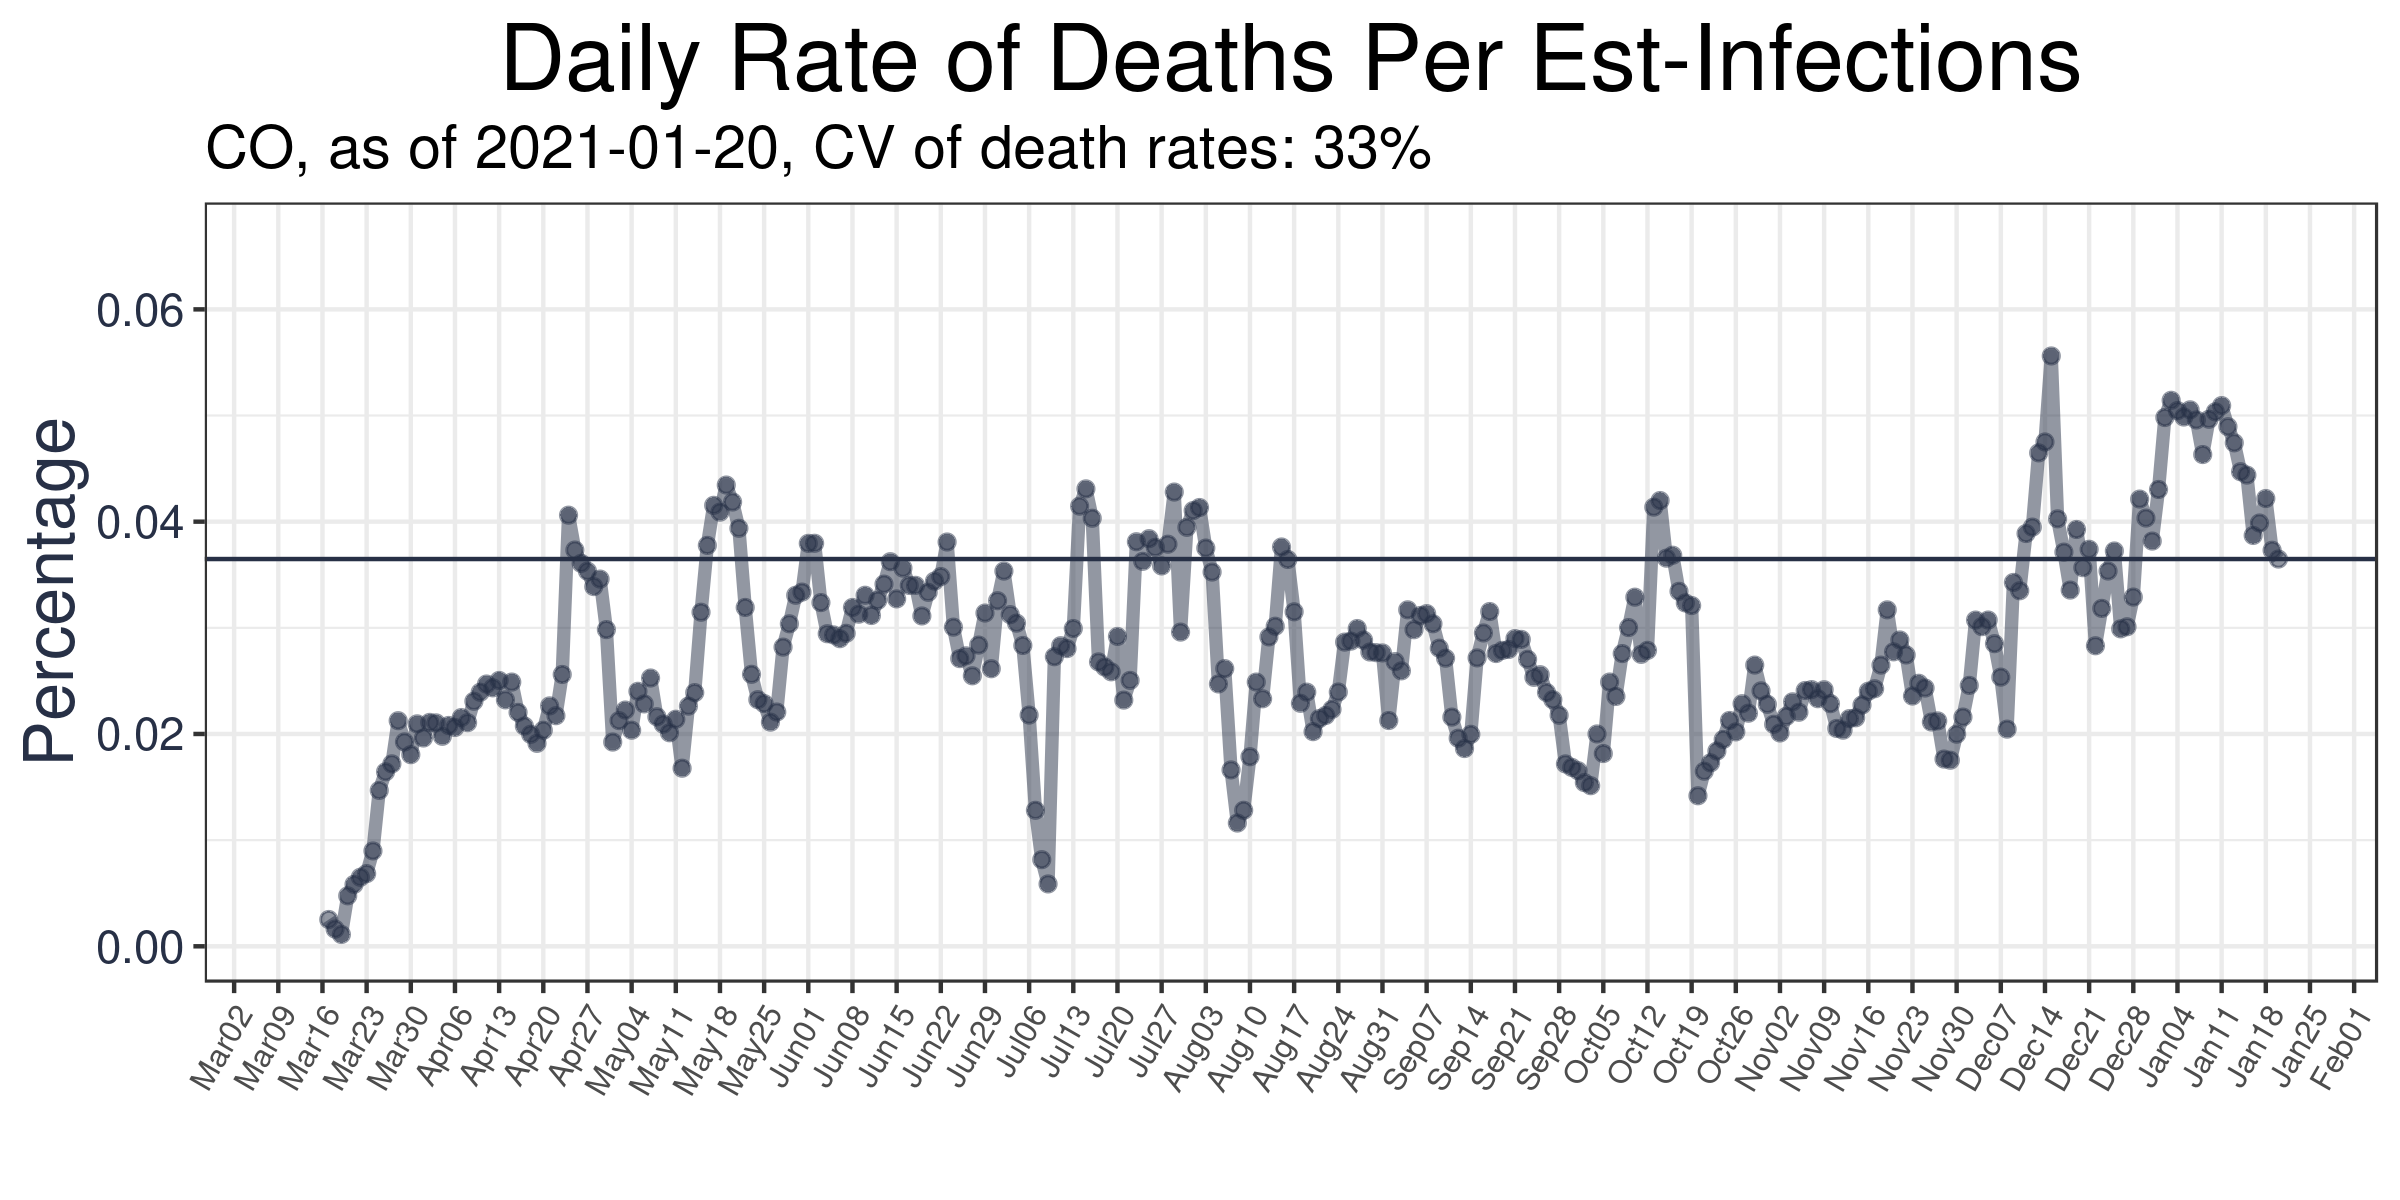 Daily Rate of Deaths Per Est-Infections
CO, as of 2021-01-20, CV of death rates: 33%
Percentage
0.06
0.04
0.02
0.00
Mar02 Mar09 Mar16 Mar23 Mar30 Apr06 Apr13 Apr20 Apr27 May04 May11 May18 May25 Jun01 Jun08 Jun15 Jun22 Jun29 Jul06 Jul13 Jul20 Jul27 Aug03 Aug10 Aug17 Aug24 Aug31 Sep07 Sep14 Sep21 Sep28 Oct05 Oct12 Oct19 Oct26 Nov02 Nov09 Nov16 Nov23 Nov30 Dec07 Dec14 Dec21 Dec28 Jan04 Jan11 Jan18 Jan25 Feb01